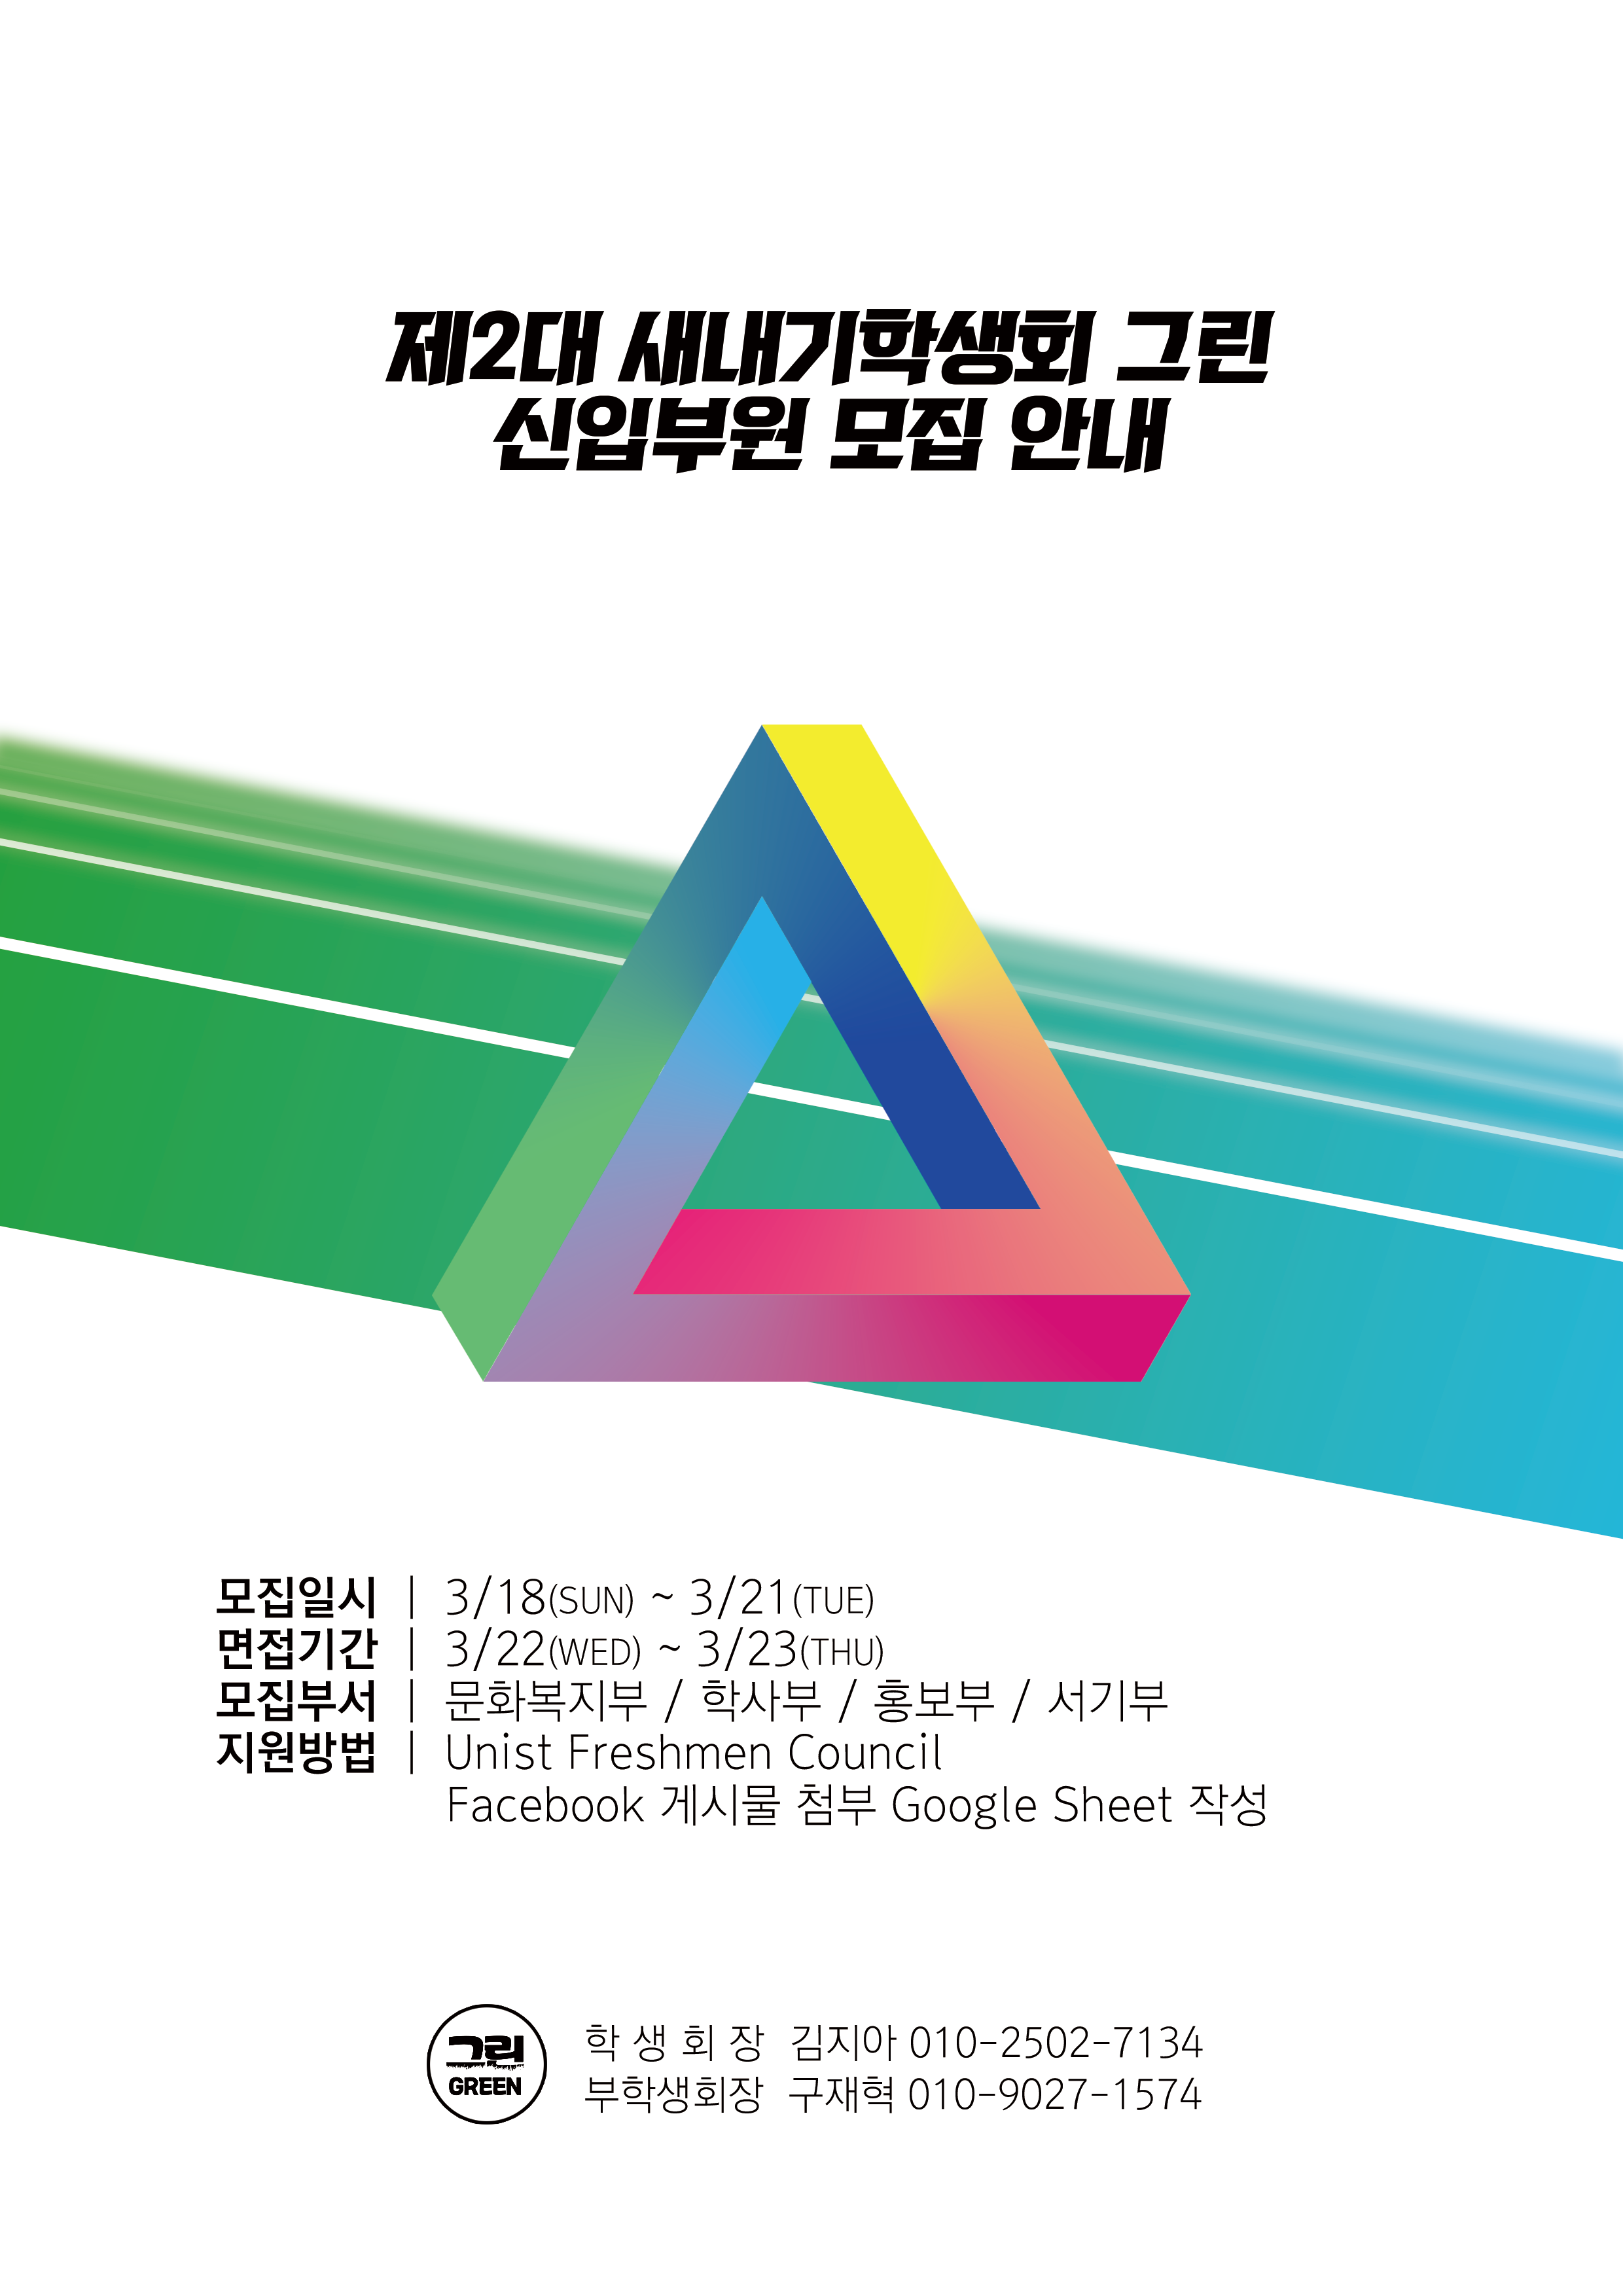 제2대 새내기학생회 그린
신입부원 모집 안내
모집일시 | 3/18(SUN) ~ 3/21(TUE)
면접기간 | 3/22(WED) ~ 3/23(THU)
모집부서 | 문화복지부 / 학사부 / 홍보부 / 서기부
지원방법 | Unist Freshmen Council
Facebook 게시물 첨부 Google Sheet 작성
그린
GREEN
학 생 회 장 김지아 010-2502-7134
부학생회장 구재혁 010-9027-1574